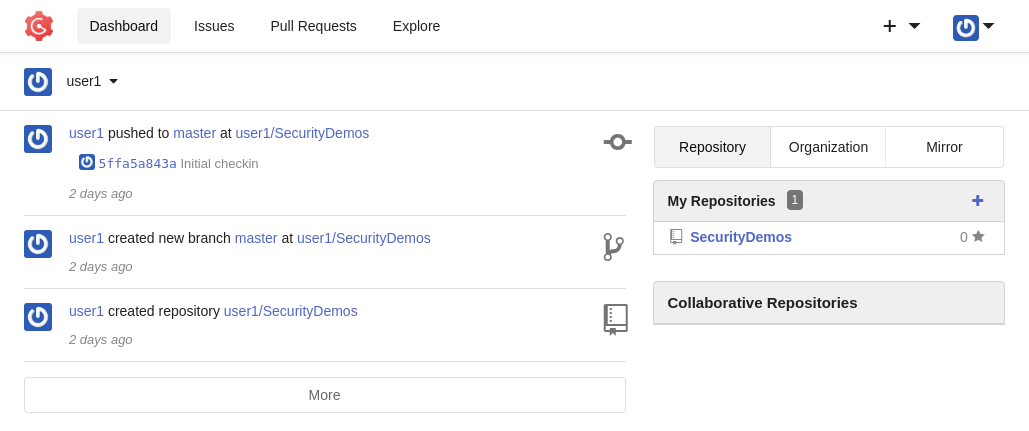 Dashboard Issues Pull Requests Explore
user1
user1 pushed to master at user1/SecurityDemos
5ffa5a843a Initial checkin
2 days ago
user1 created new branch master at user1/SecurityDemos
2 days ago
user1 created repository user1/SecurityDemos
2 days ago
More
Repository Organization Mirror
My Repositories 1
SecurityDemos 0
Collaborative Repositories